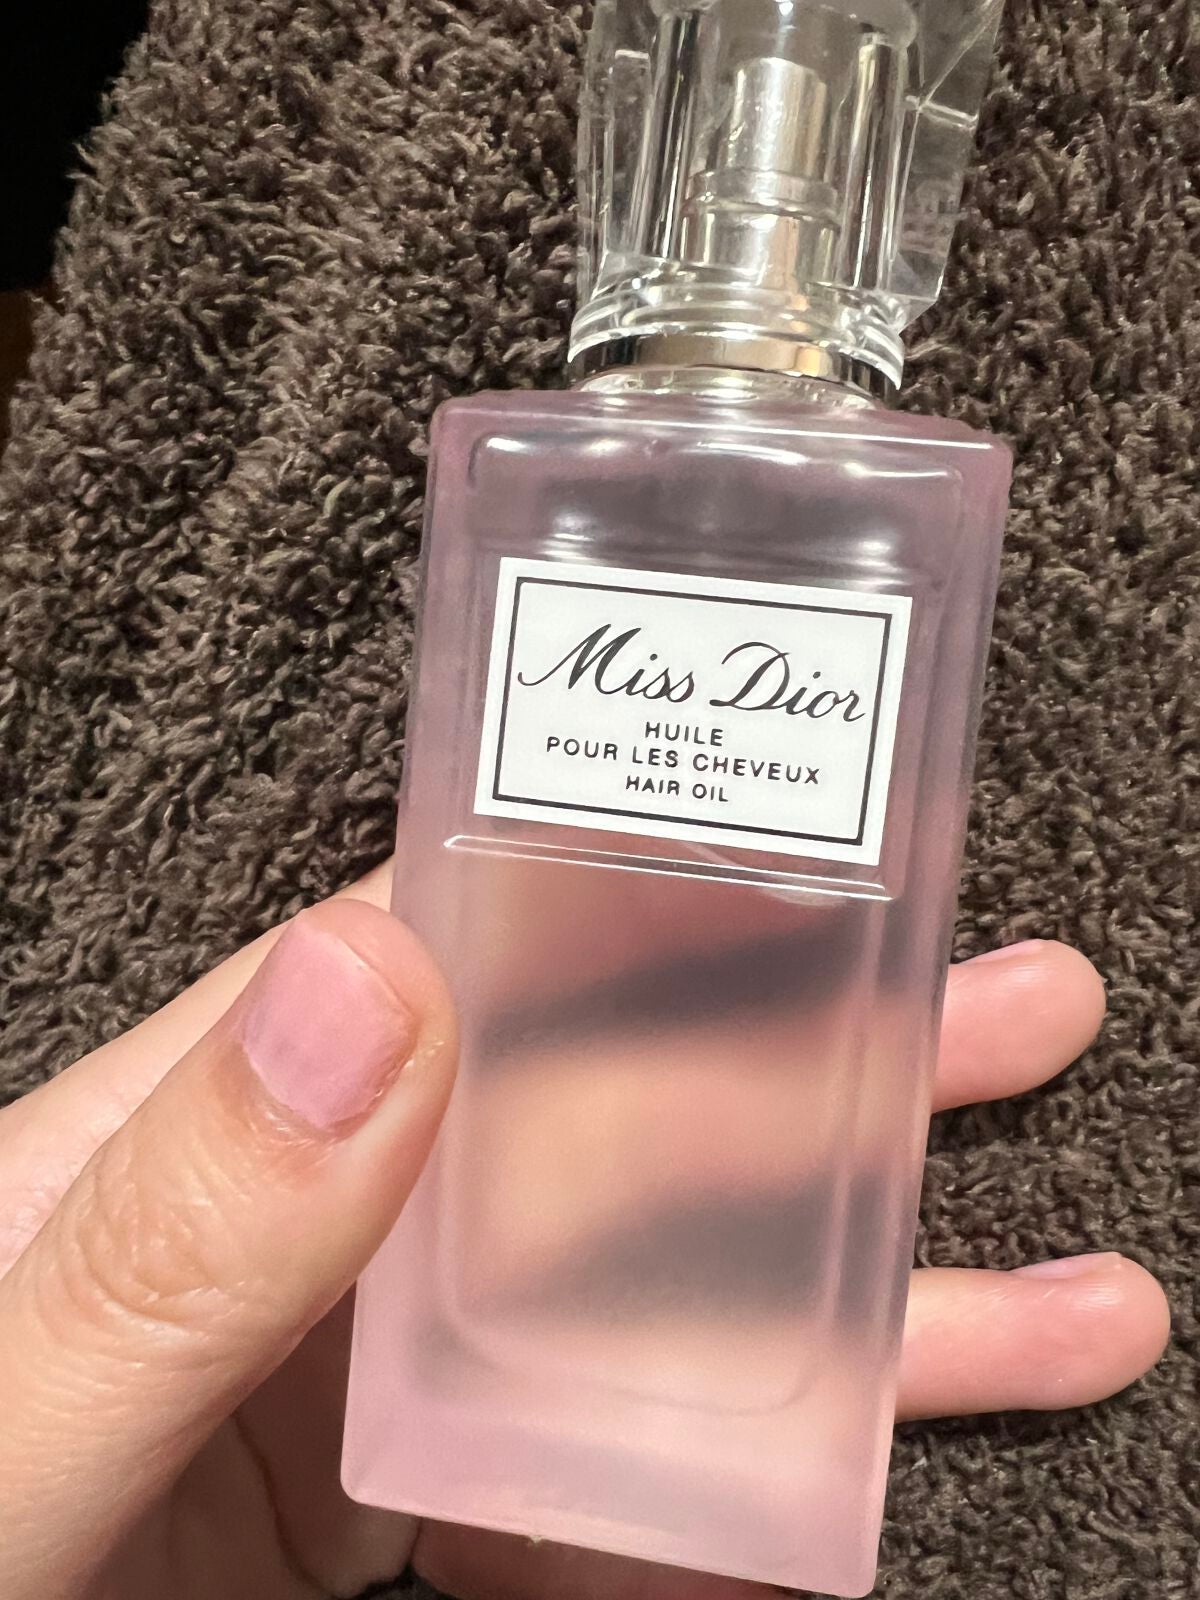 Miss Dior
HUILE
POUR LES CHEVEUX
HAIR OIL